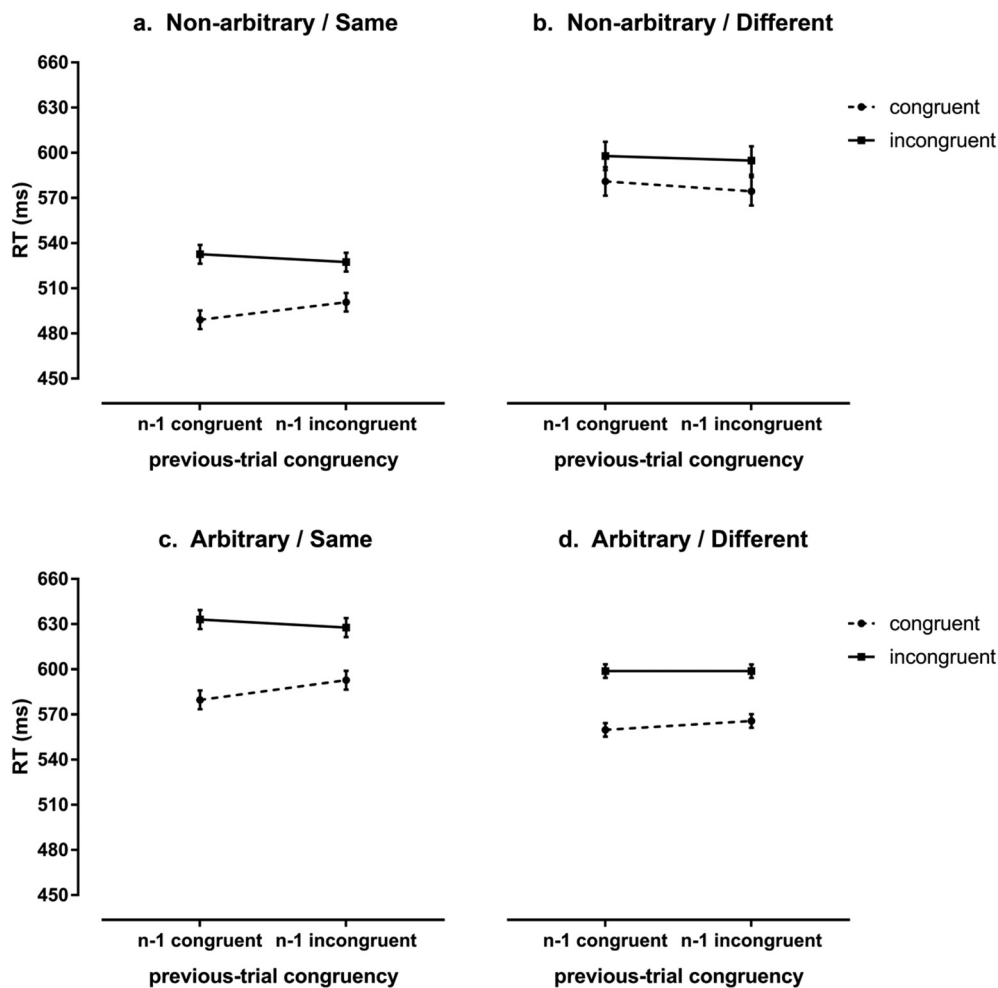 a. Non-arbitrary / Same
b. Non-arbitrary / Different
660
630
600
570
540
510
480
450
RT (ms)
congruent
incongruent
n-1 congruent n-1 incongruent
previous-trial congruency
n-1 congruent n-1 incongruent
previous-trial congruency
c. Arbitrary / Same
d. Arbitrary / Different
660
630
600
570
540
510
480
450
RT (ms)
congruent
incongruent
n-1 congruent n-1 incongruent
previous-trial congruency
n-1 congruent n-1 incongruent
previous-trial congruency